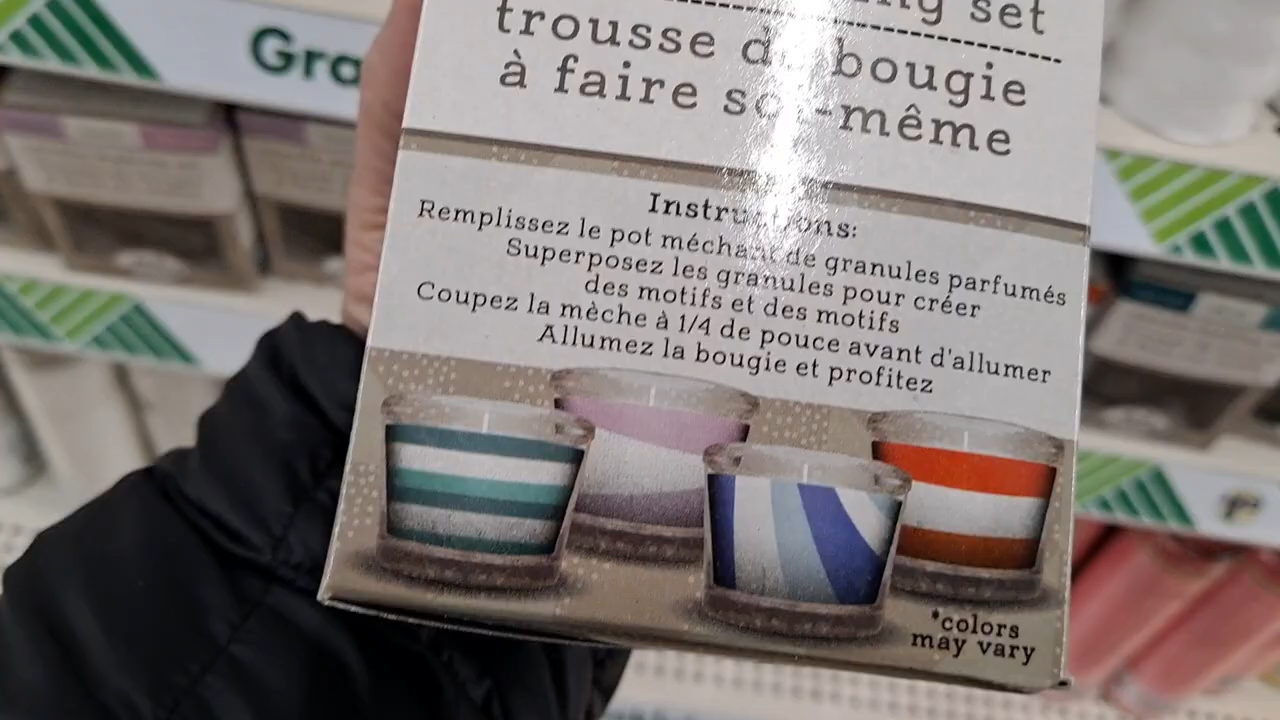 Gra
set
trousse de bougie
à faire soi-même
Instructions:
Remplissez le pot méchant de granules parfumés
Superposez les granules pour créer
des motifs et des motifs
Coupez la mèche à 1/4 de pouce avant d'allumer
Allumez la bougie et profitez
*colors
may vary